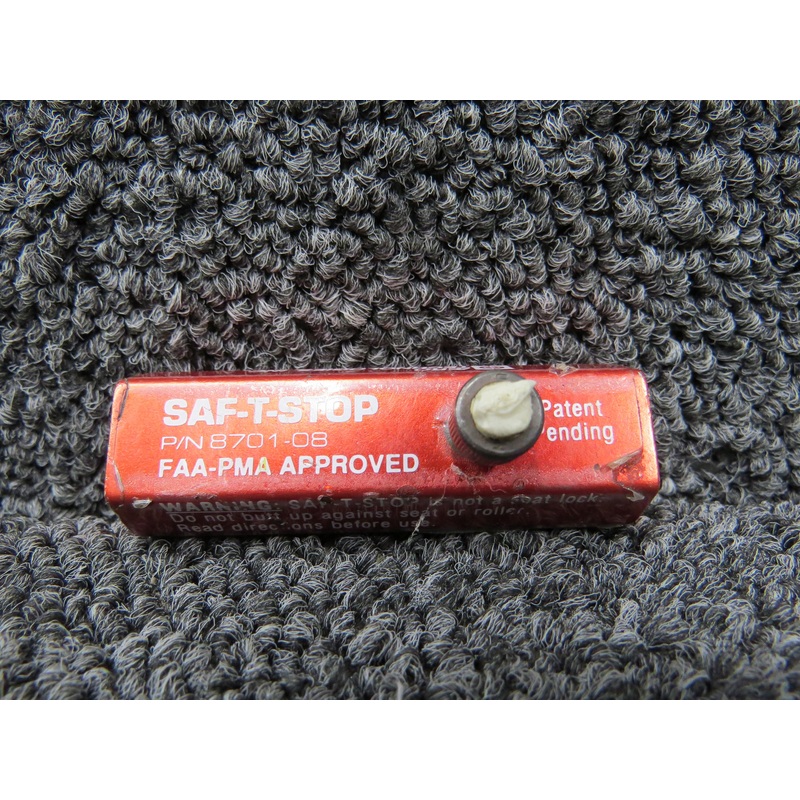 SAF-T-STOP
P/N 8701-08
FAA-PMA APPROVED
Patent
ending
WARNING: SAF-T-STOP is not a seat lock.
Do not butt up against seat or roller.
Read directions before use.